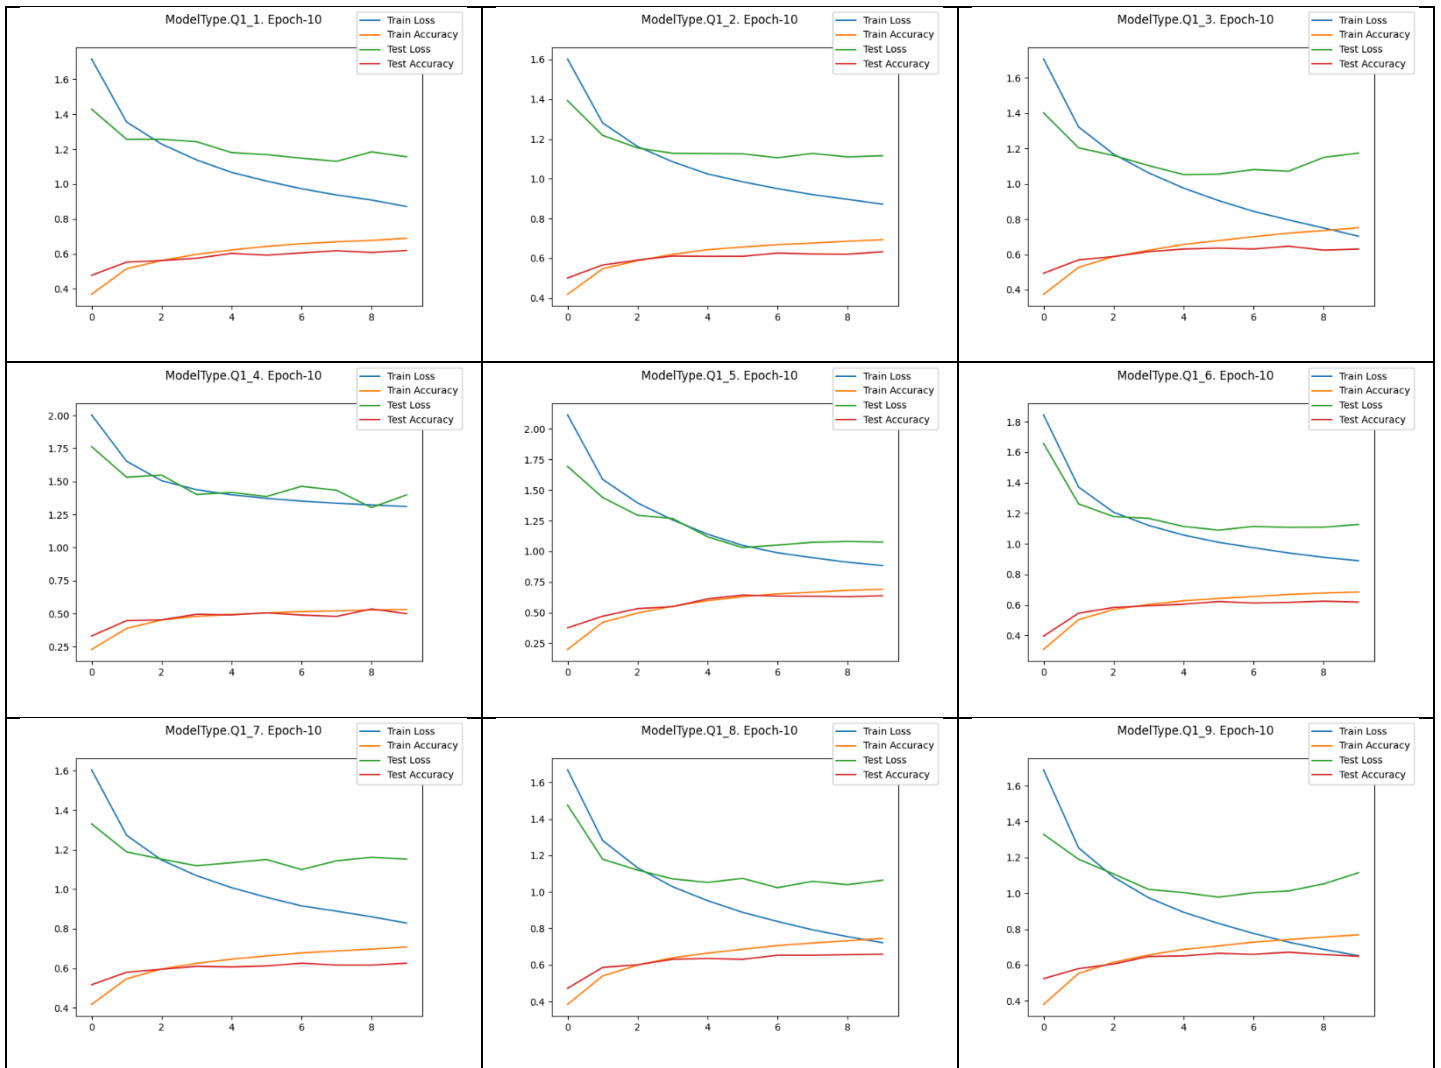 ModelType.Q1_1. Epoch-10
Train Loss
Train Accuracy
Test Loss
Test Accuracy
1.6
1.4
1.2
1.0
0.8
0.6
0.4
0 2 4 6 8
ModelType.Q1_2. Epoch-10
Train Loss
Train Accuracy
Test Loss
Test Accuracy
1.6
1.4
1.2
1.0
0.8
0.6
0.4
0 2 4 6 8
ModelType.Q1_3. Epoch-10
Train Loss
Train Accuracy
Test Loss
Test Accuracy
1.6
1.4
1.2
1.0
0.8
0.6
0.4
0 2 4 6 8
ModelType.Q1_4. Epoch-10
Train Loss
Train Accuracy
Test Loss
Test Accuracy
2.00
1.75
1.50
1.25
1.00
0.75
0.50
0.25
0 2 4 6 8
ModelType.Q1_5. Epoch-10
Train Loss
Train Accuracy
Test Loss
Test Accuracy
2.00
1.75
1.50
1.25
1.00
0.75
0.50
0.25
0 2 4 6 8
ModelType.Q1_6. Epoch-10
Train Loss
Train Accuracy
Test Loss
Test Accuracy
1.8
1.6
1.4
1.2
1.0
0.8
0.6
0.4
0 2 4 6 8
ModelType.Q1_7. Epoch-10
Train Loss
Train Accuracy
Test Loss
Test Accuracy
1.6
1.4
1.2
1.0
0.8
0.6
0.4
0 2 4 6 8
ModelType.Q1_8. Epoch-10
Train Loss
Train Accuracy
Test Loss
Test Accuracy
1.6
1.4
1.2
1.0
0.8
0.6
0.4
0 2 4 6 8
ModelType.Q1_9. Epoch-10
Train Loss
Train Accuracy
Test Loss
Test Accuracy
1.6
1.4
1.2
1.0
0.8
0.6
0.4
0 2 4 6 8